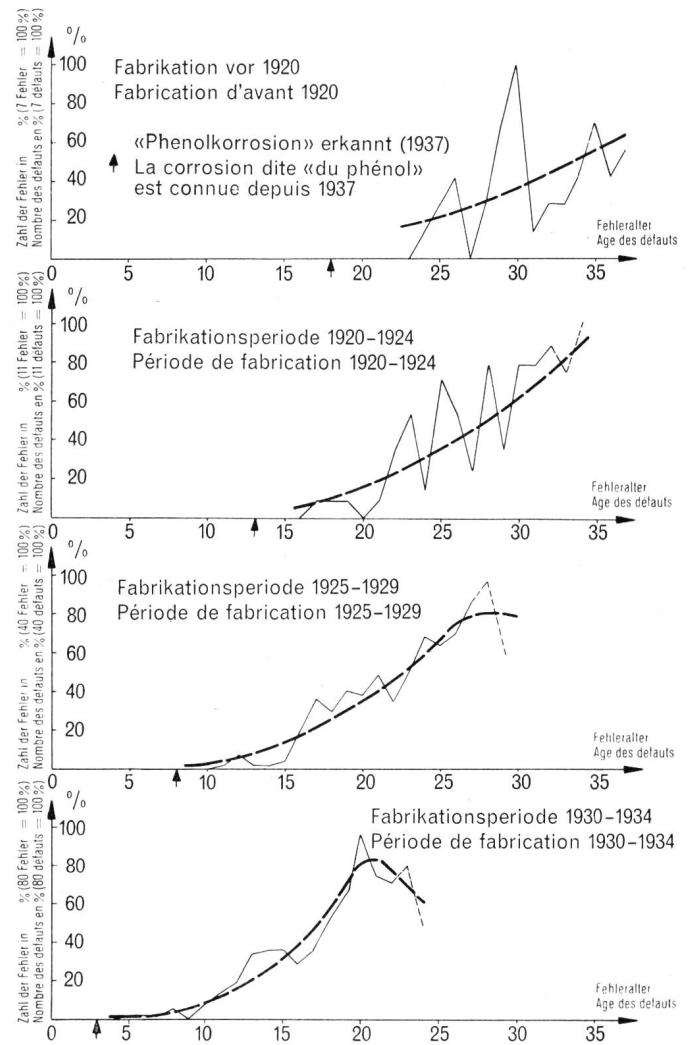 Zahl der Fehler in % (7 Fehler = 100%)
Nombre des défauts en % (7 défauts = 100%)
%
100
80
60
40
20
Fabrikation vor 1920
Fabrication d'avant 1920
«Phenolkorrosion» erkannt (1937)
La corrosion dite «du phénol»
est connue depuis 1937
Fehleralter
Age des défauts
0 5 10 15 20 25 30 35
Zahl der Fehler in % (11 Fehler = 100%)
Nombre des défauts en % (11 défauts = 100%)
%
100
80
60
40
20
Fabrikationsperiode 1920–1924
Période de fabrication 1920–1924
Fehleralter
Age des défauts
0 5 10 15 20 25 30 35
Zahl der Fehler in % (40 Fehler = 100%)
Nombre des défauts en % (40 défauts = 100%)
%
100
80
60
40
20
Fabrikationsperiode 1925–1929
Période de fabrication 1925–1929
Fehleralter
Age des défauts
0 5 10 15 20 25 30 35
Zahl der Fehler in % (80 Fehler = 100%)
Nombre des défauts en % (80 défauts = 100%)
%
100
80
60
40
20
Fabrikationsperiode 1930–1934
Période de fabrication 1930–1934
Fehleralter
Age des défauts
0 5 10 15 20 25 30 35